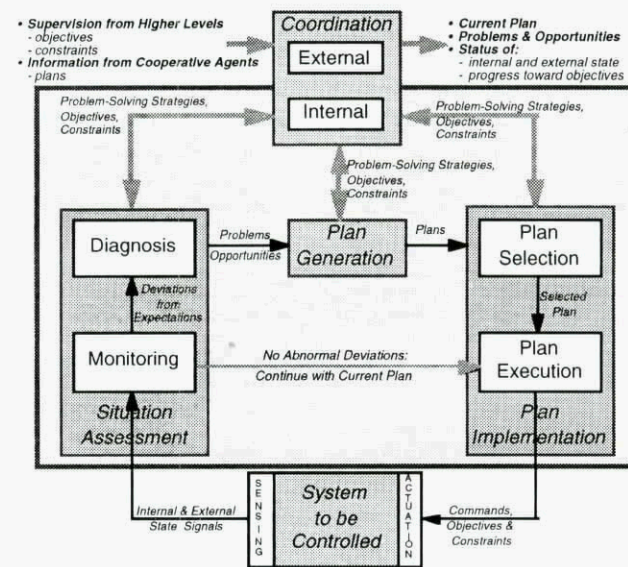 • Supervision from Higher Levels
- objectives
- constraints
• Information from Cooperative Agents
- plans
Coordination
External
Internal
• Current Plan
• Problems & Opportunities
• Status of:
- internal and external state
- progress toward objectives
Problem-Solving Strategies,
Objectives,
Constraints
Problem-Solving Strategies,
Objectives,
Constraints
Problem-Solving Strategies,
Objectives,
Constraints
Diagnosis
Problems
Opportunities
Plan
Generation
Plans
Plan
Selection
Deviations
from
Expectations
Selected
Plan
Monitoring
No Abnormal Deviations:
Continue with Current Plan
Plan
Execution
Situation
Assessment
Plan
Implementation
Internal & External
State Signals
SENSING
System
to be
Controlled
ACTUATION
Commands,
Objectives &
Constraints